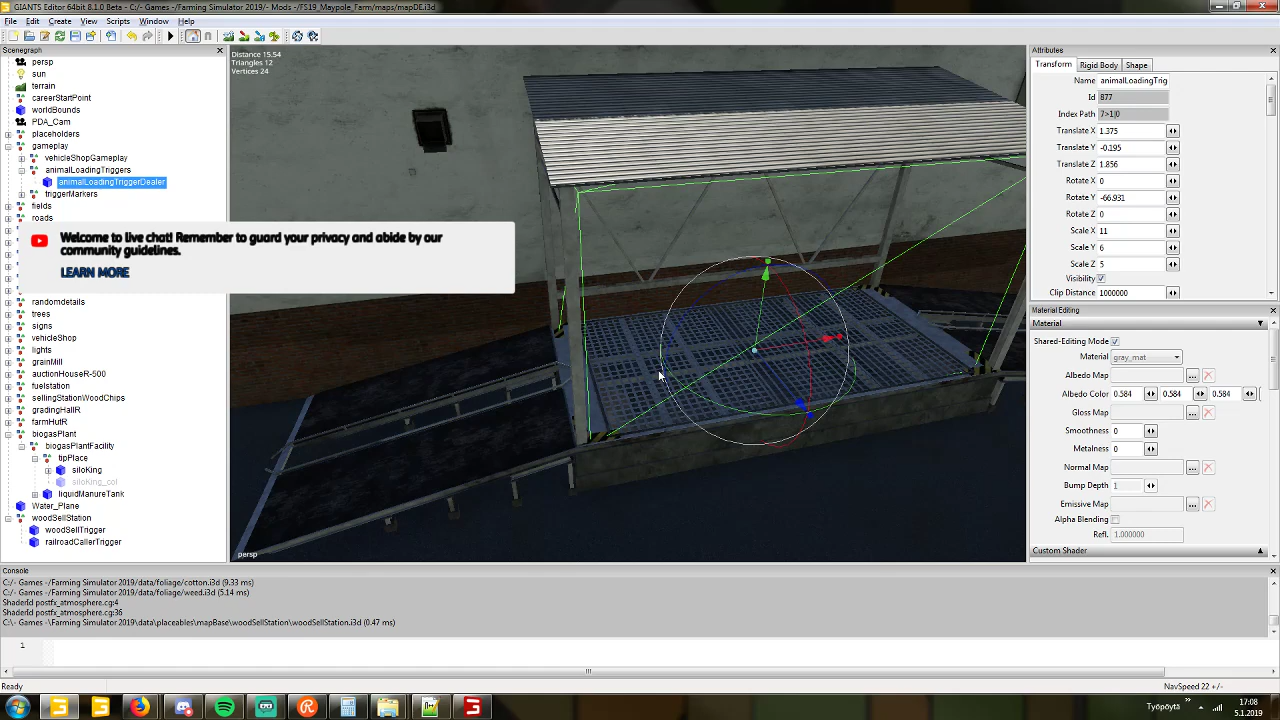 GIANTS Editor 64bit 8.1.0 C:/- Games -/Farming Simulator 2019/- Mods -/FS19_Maypole_Farm/maps/mapDE.i3d
File Edit Create View Scripts Window Help
Scenegraph
persp
sun
terrain
careerStartPoint
worldBounds
PDA_Cam
placeholders
gameplay
vehicleShopGameplay
animalLoadingTriggers
animalLoadingTriggerDealer
triggerMarkers
fields
roads
randomdetails
trees
signs
vehicleShop
lights
grainMill
auctionHouseR-500
fuelstation
sellingStationWoodChips
gradingHallR
farmHutR
biogasPlant
biogasPlantFacility
tipPlace
siloKing
siloKing_col
liquidManureTank
Water_Plane
woodSellStation
woodSellTrigger
railroadCallerTrigger
Distance 15.54
Triangles 12
Vertices 24
Welcome to live chat! Remember to guard your privacy and abide by our
community guidelines.
LEARN MORE
persp
Attributes
Transform Rigid Body Shape
Name animalLoadingTrig
Id 877
Index Path 7>1|0
Translate X 1.375
Translate Y -0.195
Translate Z 1.856
Rotate X 0
Rotate Y -66.931
Rotate Z 0
Scale X 11
Scale Y 6
Scale Z 5
Visibility
Clip Distance 1000000
Material Editing
Material
Shared-Editing Mode
Material gray_mat
Albedo Map
Albedo Color 0.584 0.584 0.584
Gloss Map
Smoothness 0
Metalness 0
Normal Map
Bump Depth 1
Emissive Map
Alpha Blending
Refl. 1.000000
Custom Shader
Console
C:/- Games -/Farming Simulator 2019/data/foliage/cotton.i3d (9.33 ms)
C:/- Games -/Farming Simulator 2019/data/foliage/weed.i3d (5.14 ms)
ShaderId postfx_atmosphere.cg:4
ShaderId postfx_atmosphere.cg:36
C:\- Games -\Farming Simulator 2019\data\placeables\mapBase\woodSellStation\woodSellStation.i3d (0.47 ms)
1
Ready
NavSpeed 22 +/-
Työpöytä
17:08
5.1.2019